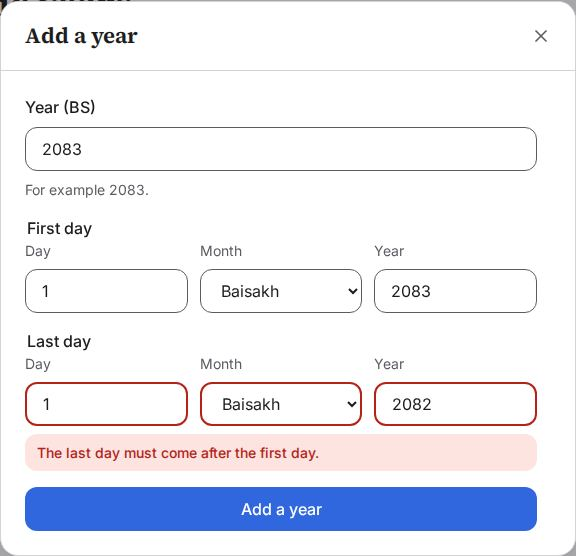 Add a year
Year (BS)
2083
For example 2083.
First day
Day Month Year
1 Baisakh 2083
Last day
Day Month Year
1 Baisakh 2082
The last day must come after the first day.
Add a year